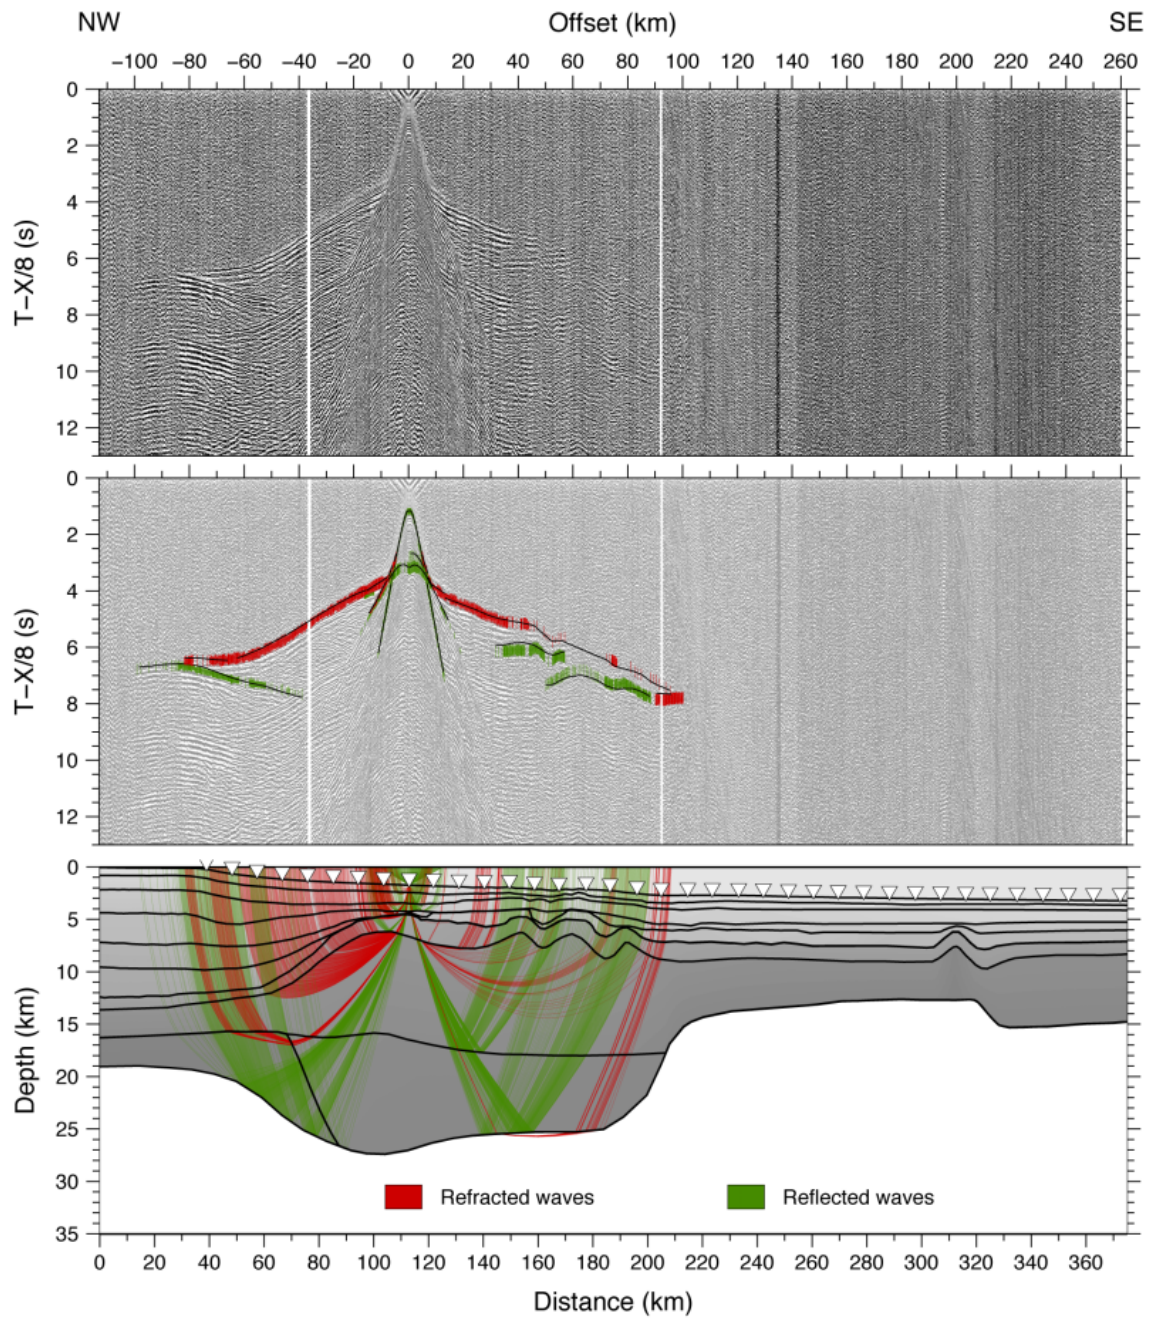 NW Offset (km) SE
−100 −80 −60 −40 −20 0 20 40 60 80 100 120 140 160 180 200 220 240 260
T−X/8 (s)
0
2
4
6
8
10
12
T−X/8 (s)
0
2
4
6
8
10
12
Depth (km)
0
5
10
15
20
25
30
35
Refracted waves Reflected waves
0 20 40 60 80 100 120 140 160 180 200 220 240 260 280 300 320 340 360
Distance (km)